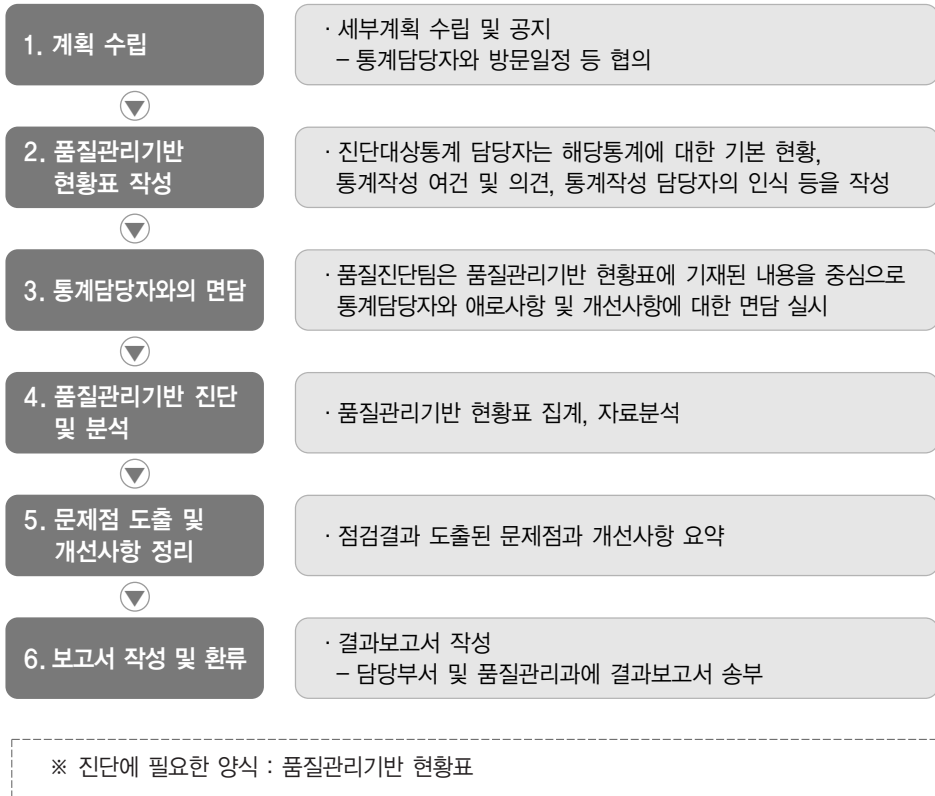 1. 계획 수립
· 세부계획 수립 및 공지
– 통계담당자와 방문일정 등 협의
2. 품질관리기반
현황표 작성
· 진단대상통계 담당자는 해당통계에 대한 기본 현황,
통계작성 여건 및 의견, 통계작성 담당자의 인식 등을 작성
3. 통계담당자와의 면담
· 품질진단팀은 품질관리기반 현황표에 기재된 내용을 중심으로
통계담당자와 애로사항 및 개선사항에 대한 면담 실시
4. 품질관리기반 진단
및 분석
· 품질관리기반 현황표 집계, 자료분석
5. 문제점 도출 및
개선사항 정리
· 점검결과 도출된 문제점과 개선사항 요약
6. 보고서 작성 및 환류
· 결과보고서 작성
– 담당부서 및 품질관리과에 결과보고서 송부
※ 진단에 필요한 양식 : 품질관리기반 현황표